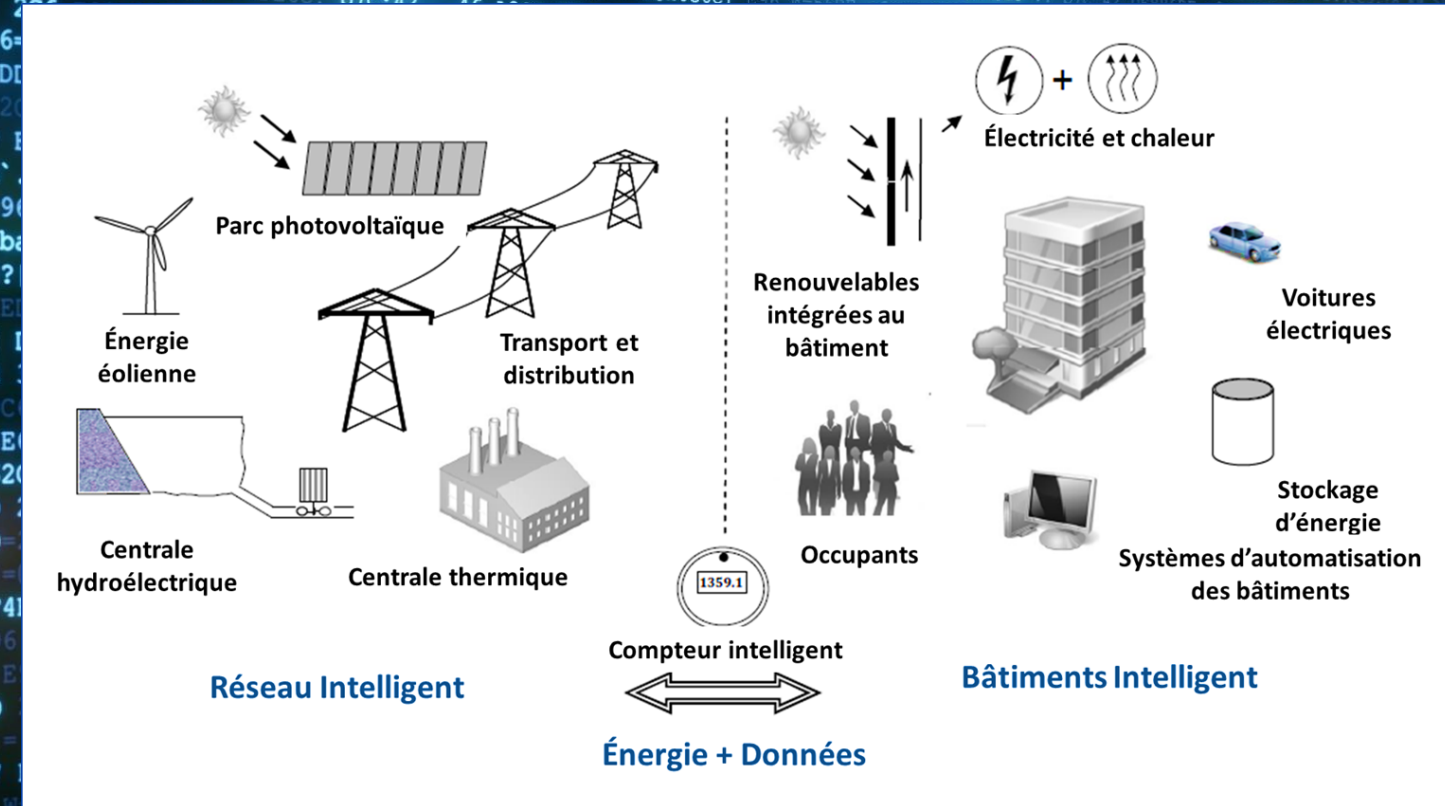 Électricité et chaleur
Parc photovoltaïque
Renouvelables
intégrées au
bâtiment
Voitures
électriques
Énergie
éolienne
Transport et
distribution
Centrale
hydroélectrique
Centrale thermique
1359.1
Occupants
Stockage
d'énergie
Systèmes d'automatisation
des bâtiments
Compteur intelligent
Réseau Intelligent
Bâtiments Intelligent
Énergie + Données